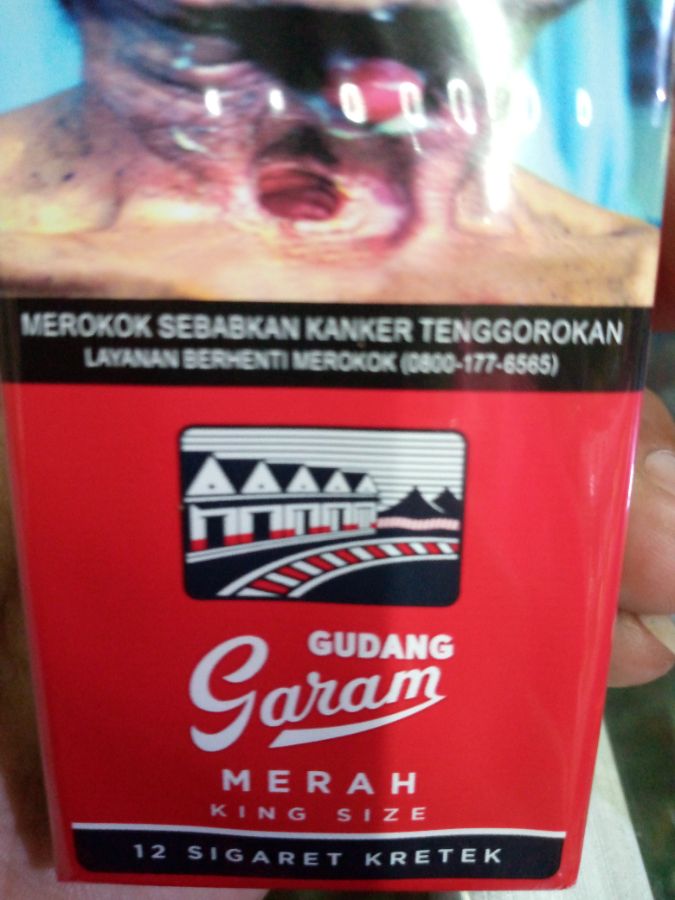 MEROKOK SEBABKAN KANKER TENGGOROKAN
LAYANAN BERHENTI MEROKOK (0800-177-6565)
GUDANG
Garam
MERAH
KING SIZE
12 SIGARET KRETEK